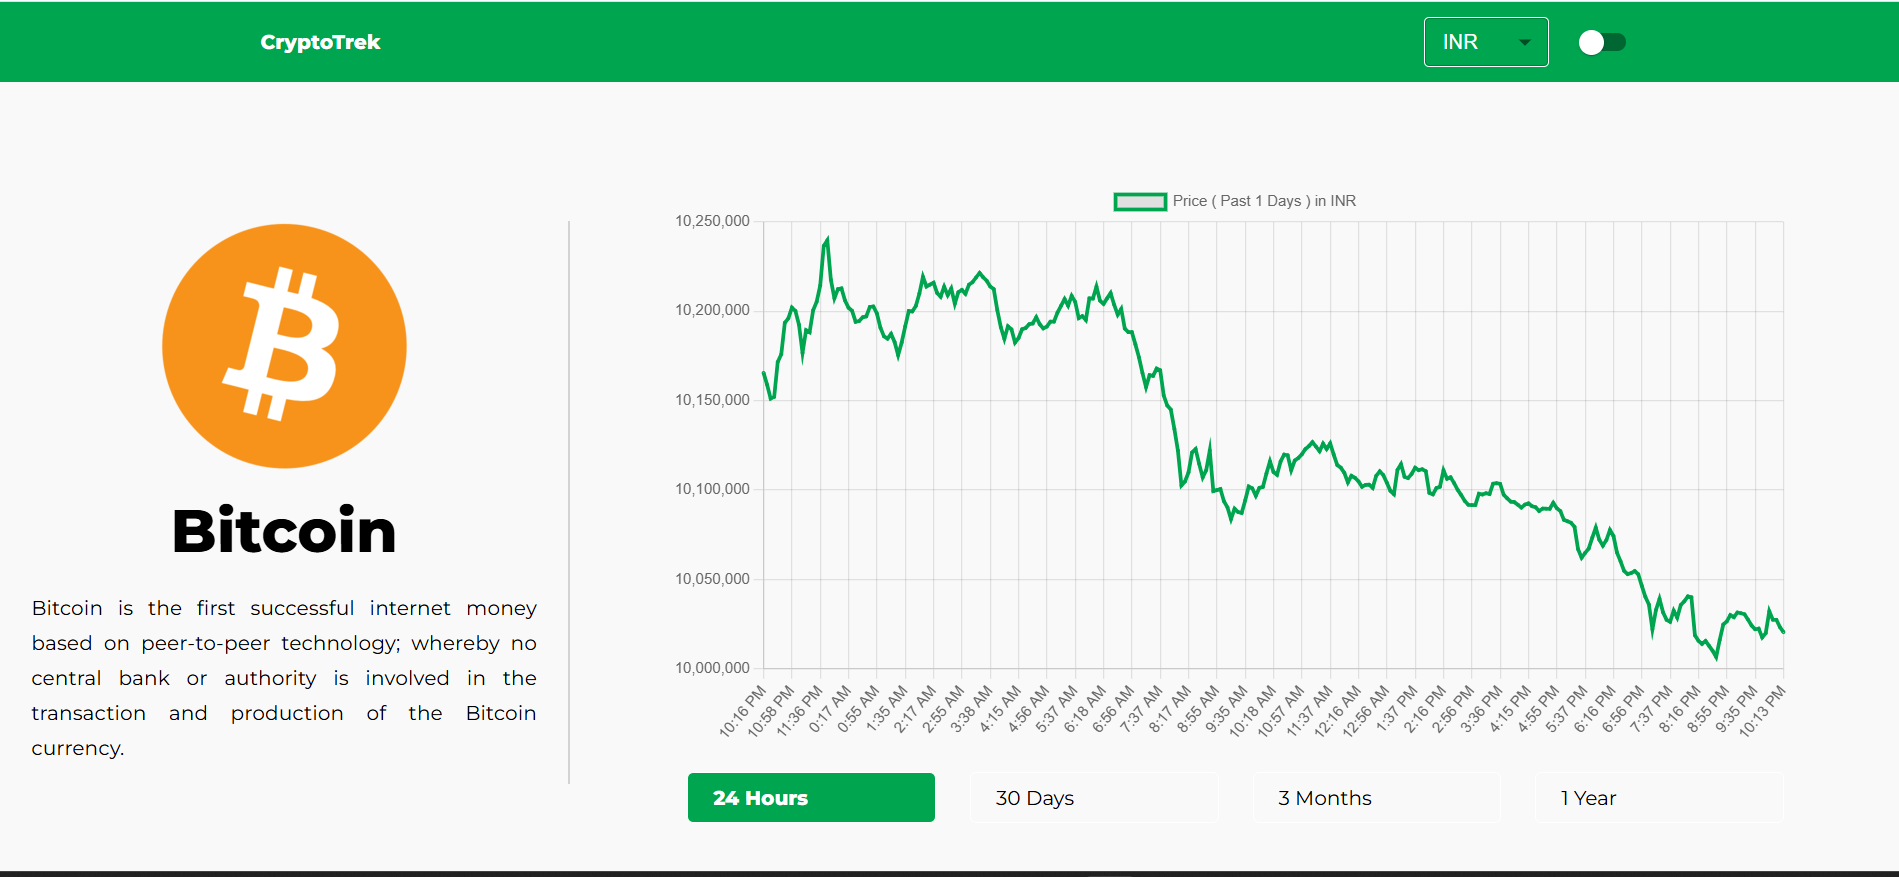 CryptoTrek
INR
Price ( Past 1 Days ) in INR
10,250,000
10,200,000
10,150,000
10,100,000
10,050,000
10,000,000
10:16 PM
10:58 PM
11:36 PM
0:17 AM
0:55 AM
1:35 AM
2:17 AM
2:55 AM
3:38 AM
4:15 AM
4:56 AM
5:37 AM
6:18 AM
6:56 AM
7:37 AM
8:17 AM
8:55 AM
9:35 AM
10:18 AM
10:57 AM
11:37 AM
12:16 AM
12:56 AM
1:37 PM
2:16 PM
2:56 PM
3:36 PM
4:15 PM
4:55 PM
5:37 PM
6:16 PM
6:56 PM
7:37 PM
8:16 PM
8:55 PM
9:35 PM
10:13 PM
Bitcoin
Bitcoin is the first successful internet money
based on peer-to-peer technology; whereby no
central bank or authority is involved in the
transaction and production of the Bitcoin
currency.
24 Hours
30 Days
3 Months
1 Year